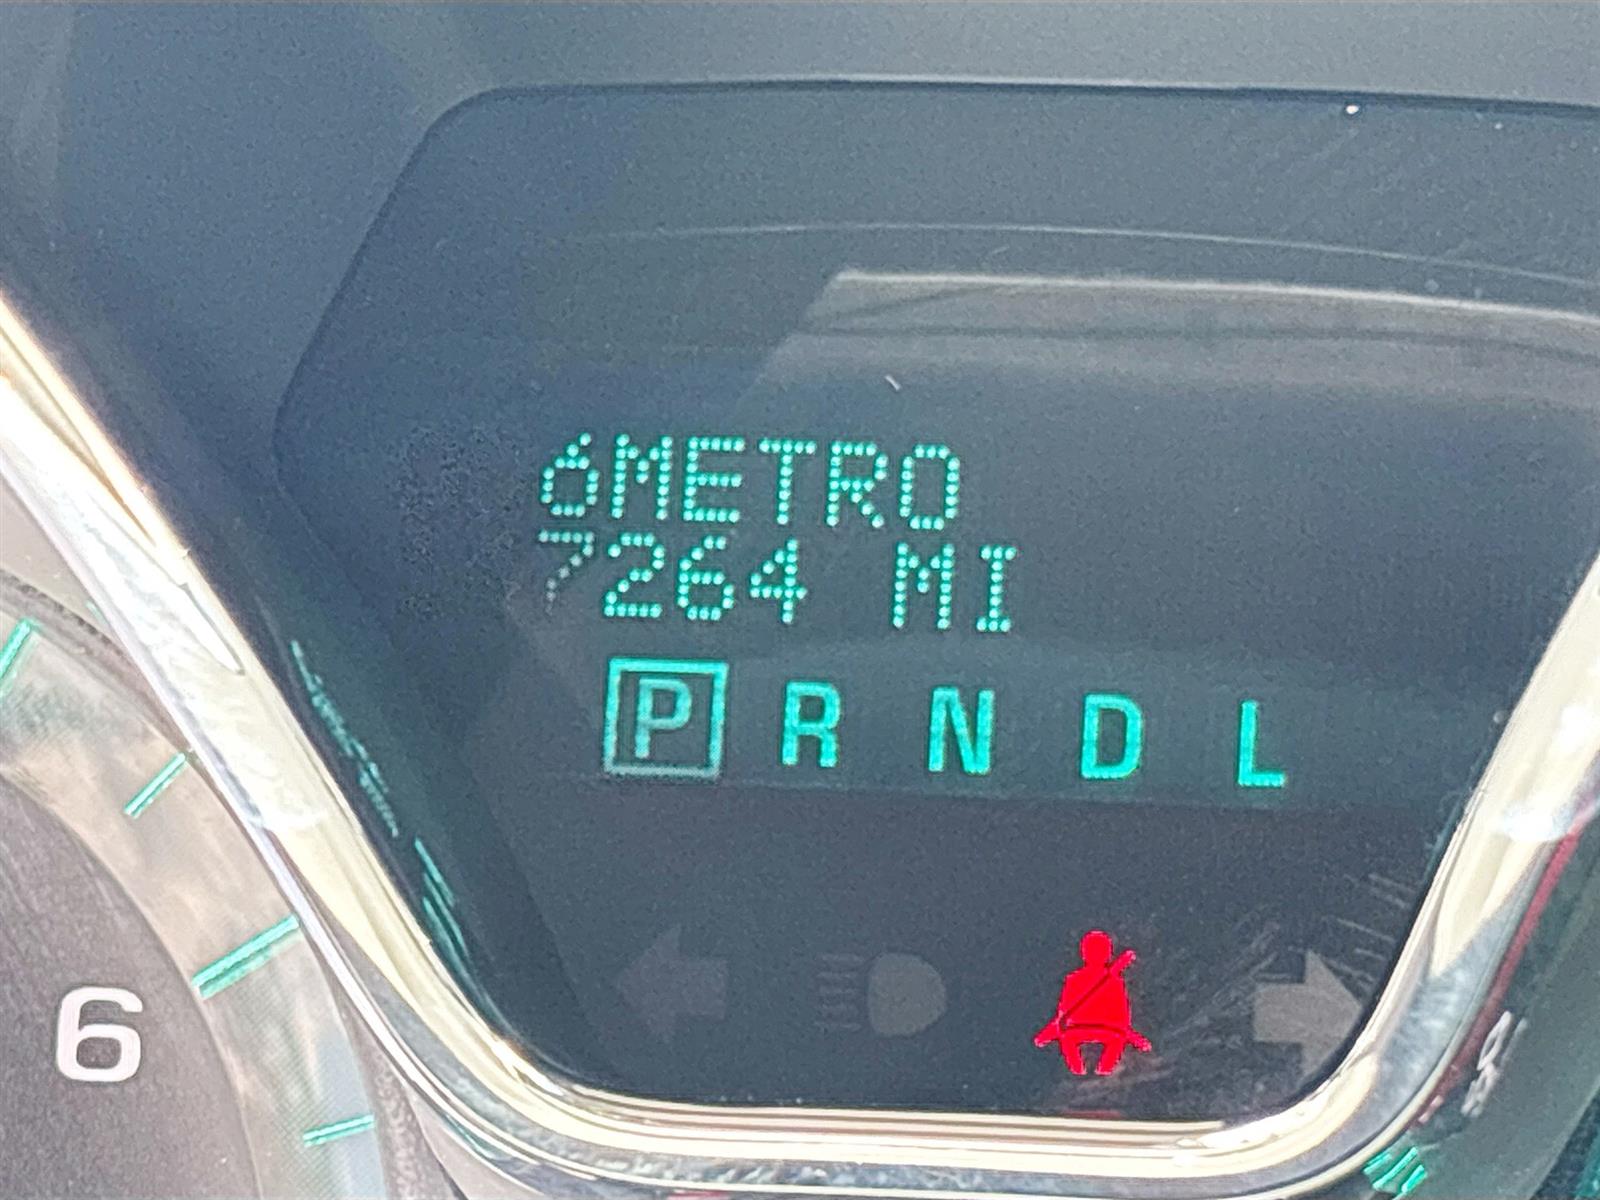 6METRO
7264 MI
P R N D L
6